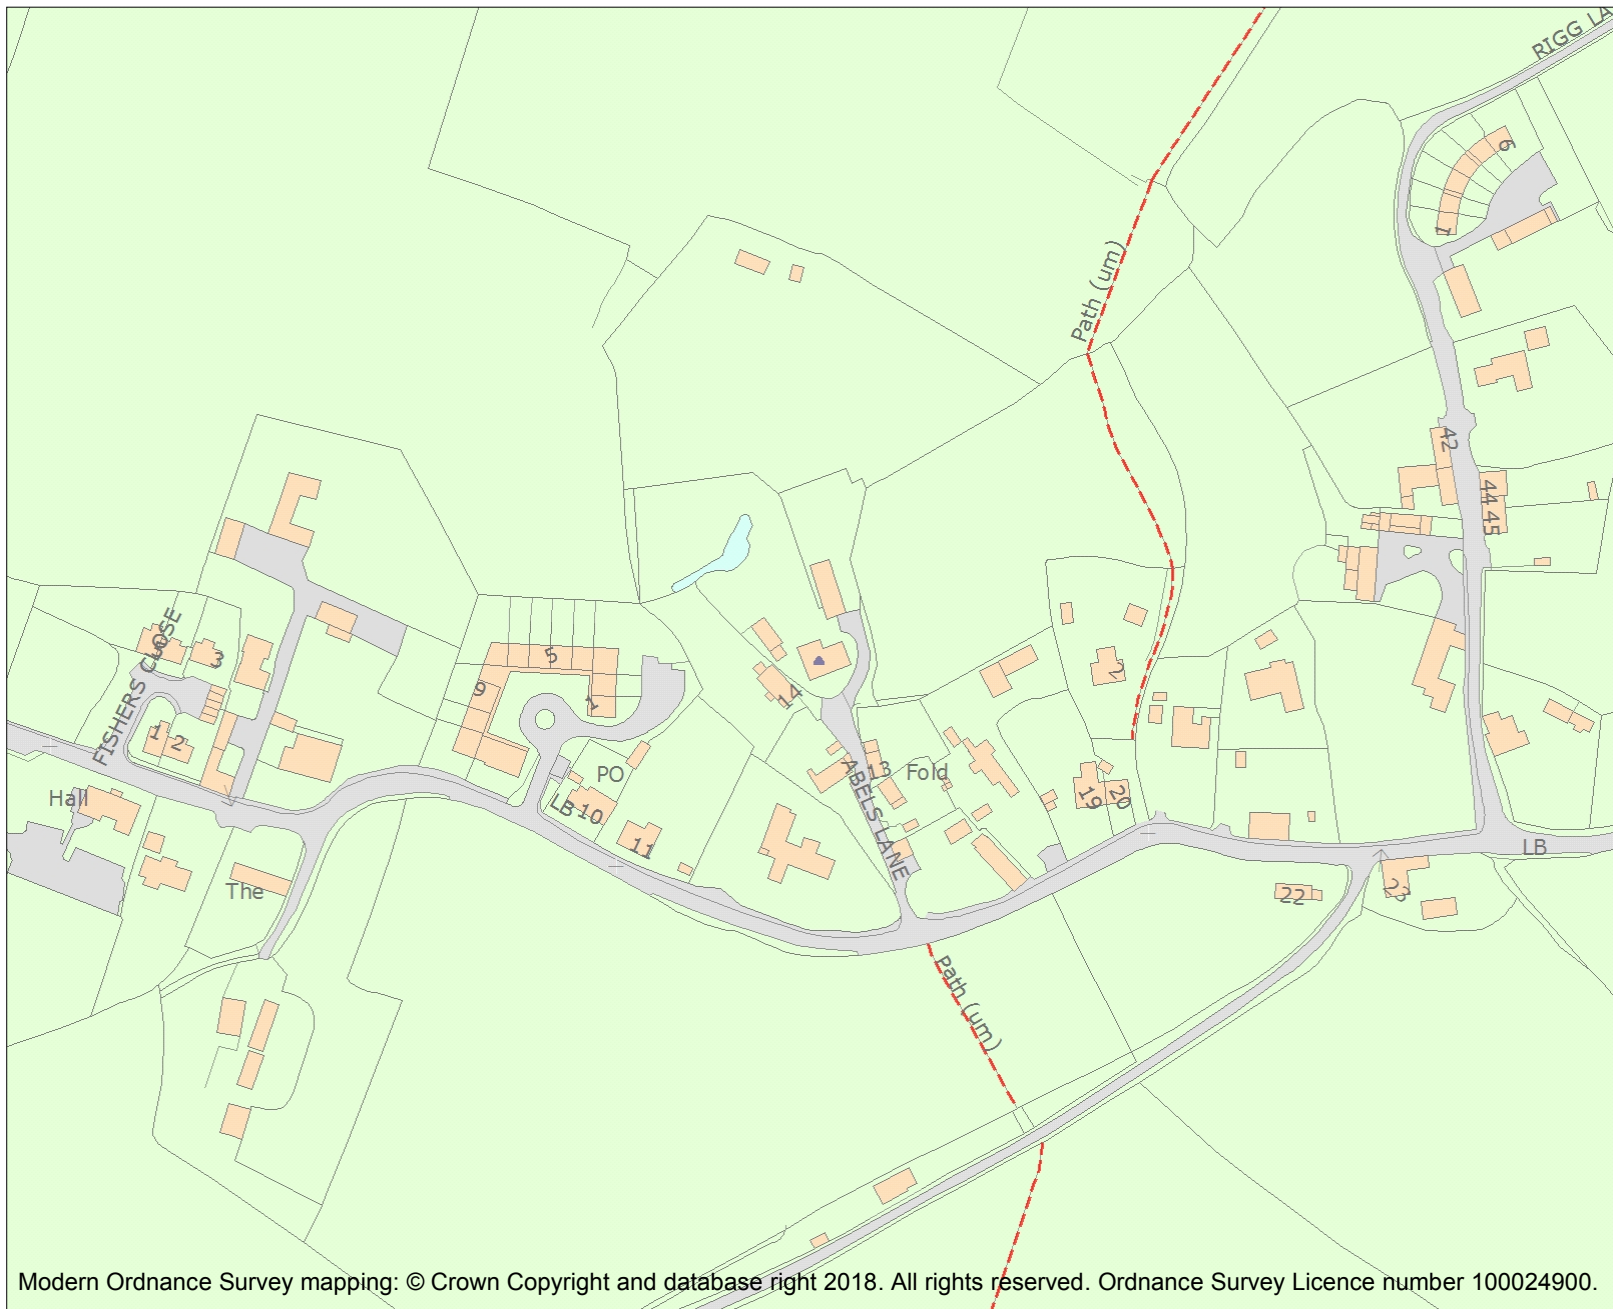 RIGG LA
6
1
Path (um)
42
44
45
FISHERS CLOSE
3
5
9
1
2
14
1
2
PO
13
Fold
ABELS LANE
Hall
LB
10
11
19
20
LB
The
22
23
Path (um)
Modern Ordnance Survey mapping: © Crown Copyright and database right 2018. All rights reserved. Ordnance Survey Licence number 100024900.